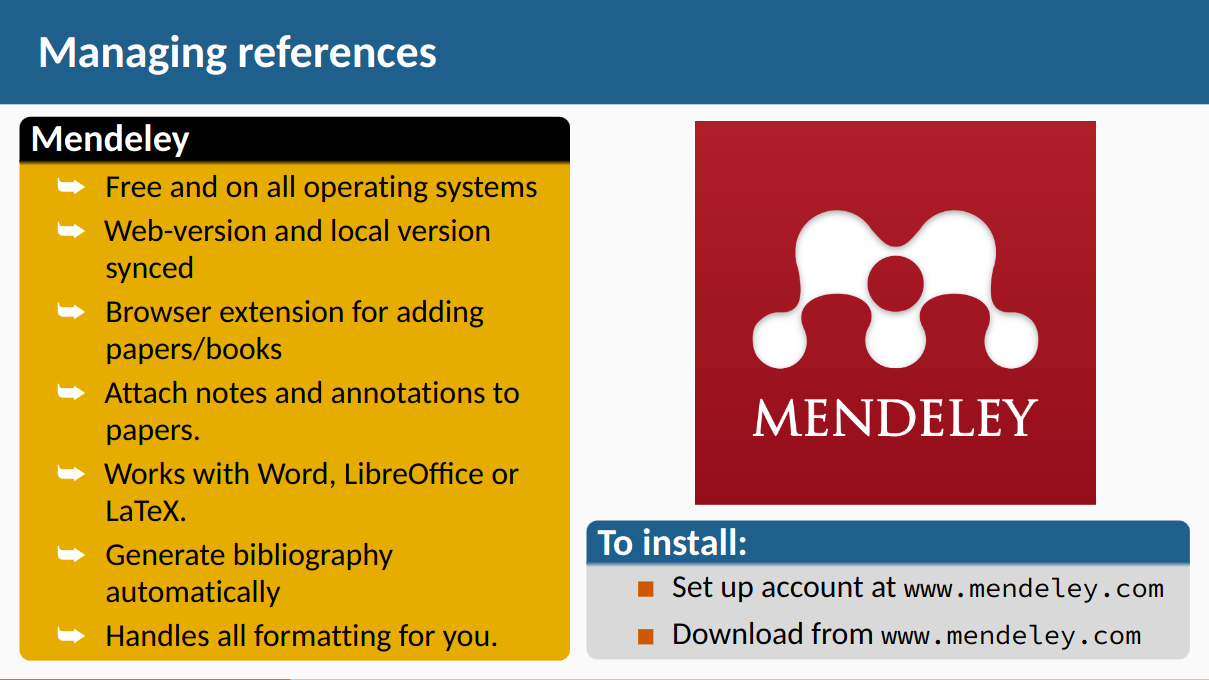 Managing references
Mendeley
Free and on all operating systems
Web-version and local version
synced
Browser extension for adding
papers/books
Attach notes and annotations to
papers.
Works with Word, LibreOffice or
LaTeX.
Generate bibliography
automatically
Handles all formatting for you.
MENDELEY
To install:
Set up account at www.mendeley.com
Download from www.mendeley.com